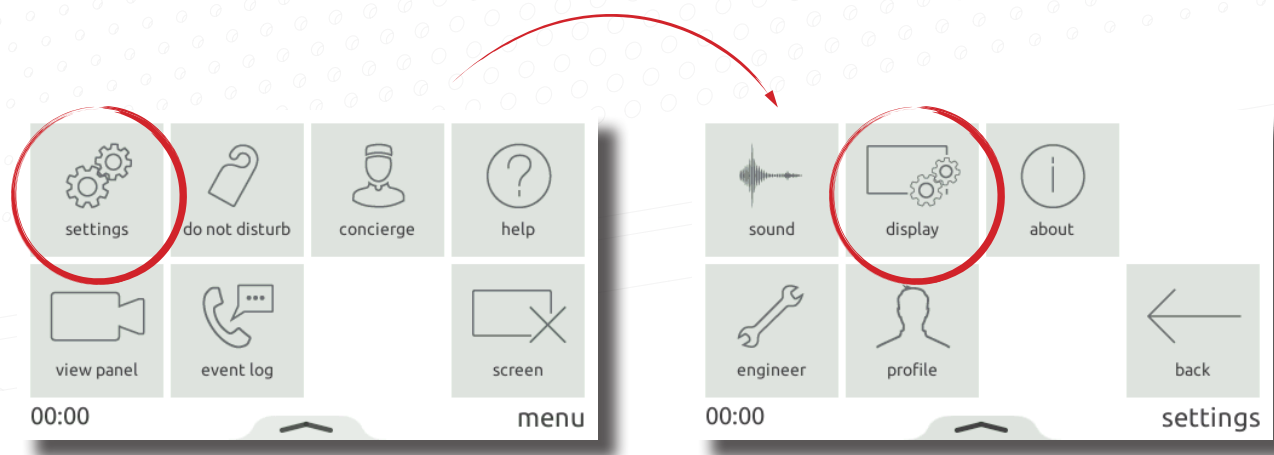 settings
do not disturb
concierge
help
view panel
event log
screen
00:00
menu
sound
display
about
engineer
profile
back
00:00
settings